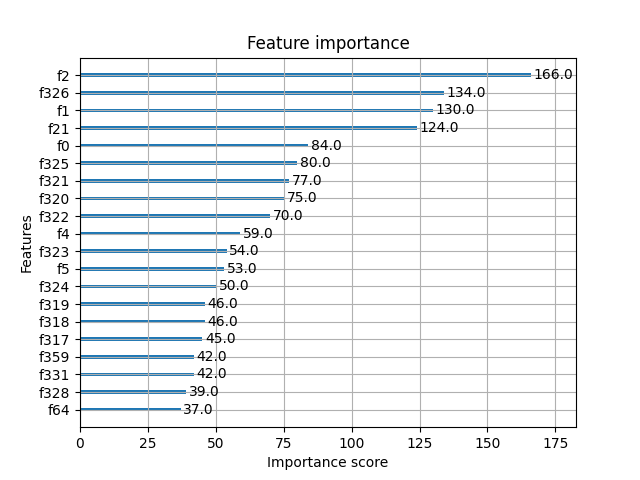 Feature importance
f2 166.0
f326 134.0
f1 130.0
f21 124.0
f0 84.0
f325 80.0
f321 77.0
f320 75.0
f322 70.0
f4 59.0
f323 54.0
f5 53.0
f324 50.0
f319 46.0
f318 46.0
f317 45.0
f359 42.0
f331 42.0
f328 39.0
f64 37.0
Features
0 25 50 75 100 125 150 175
Importance score